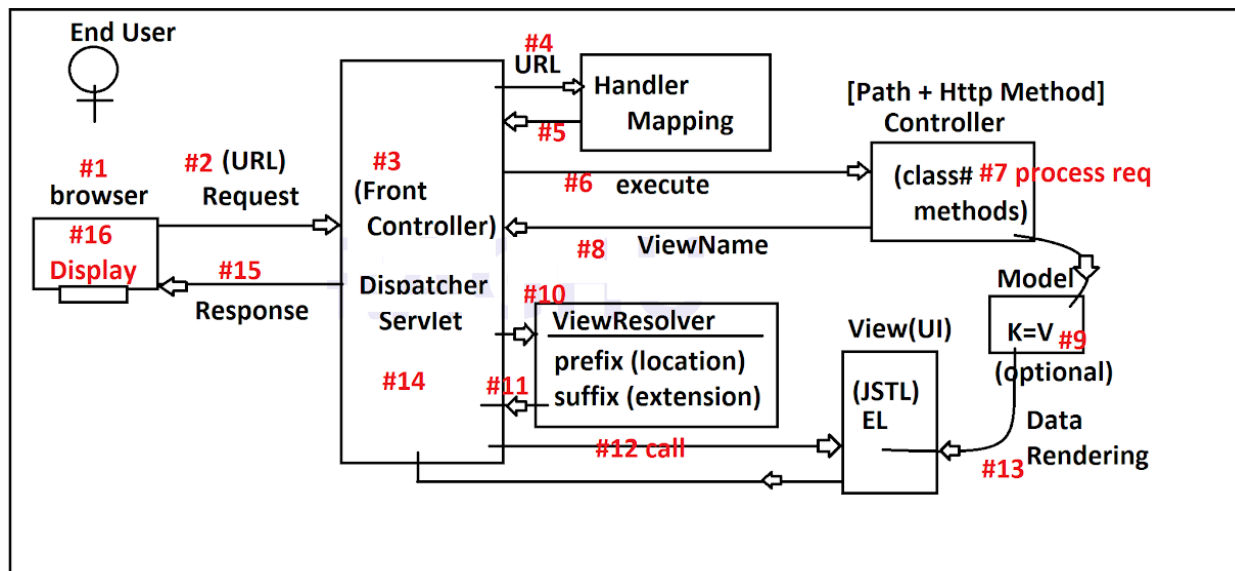 End User
#1
browser
#16
Display
#2 (URL)
Request
#15
Response
#3
(Front
Controller)
Dispatcher
Servlet
#14
#4
URL
#5
Handler
Mapping
#6 execute
#8 ViewName
[Path + Http Method]
Controller
(class# #7 process req
methods)
Model
K=V #9
(optional)
#10
ViewResolver
prefix (location)
suffix (extension)
#11
#12 call
View(UI)
(JSTL)
EL
#13
Data
Rendering